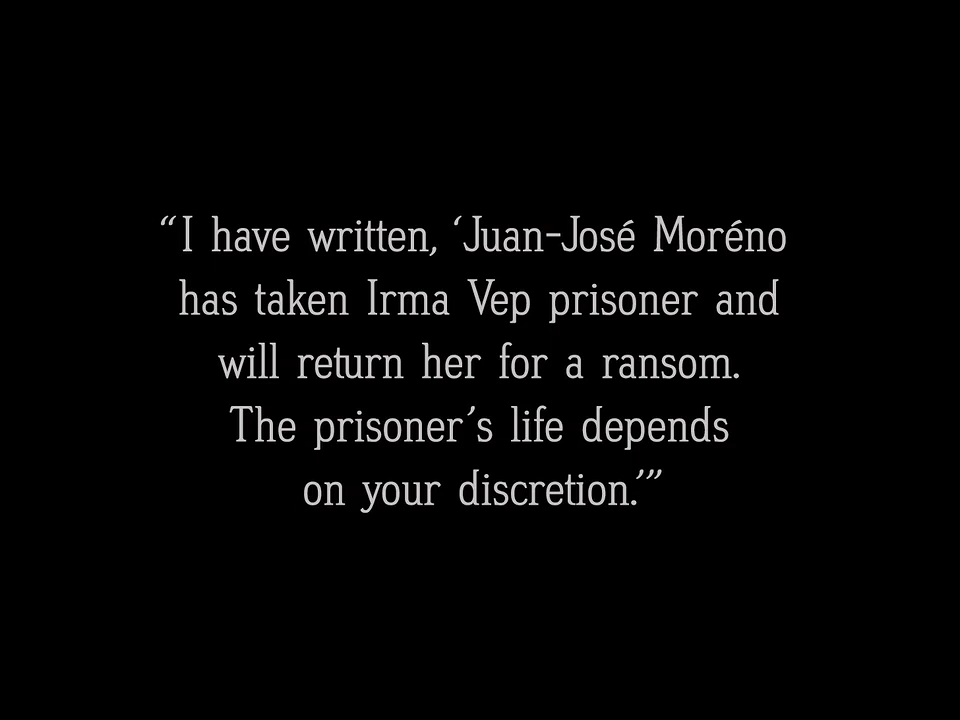 “I have written, ‘Juan-José Moréno
has taken Irma Vep prisoner and
will return her for a ransom.
The prisoner’s life depends
on your discretion.’”